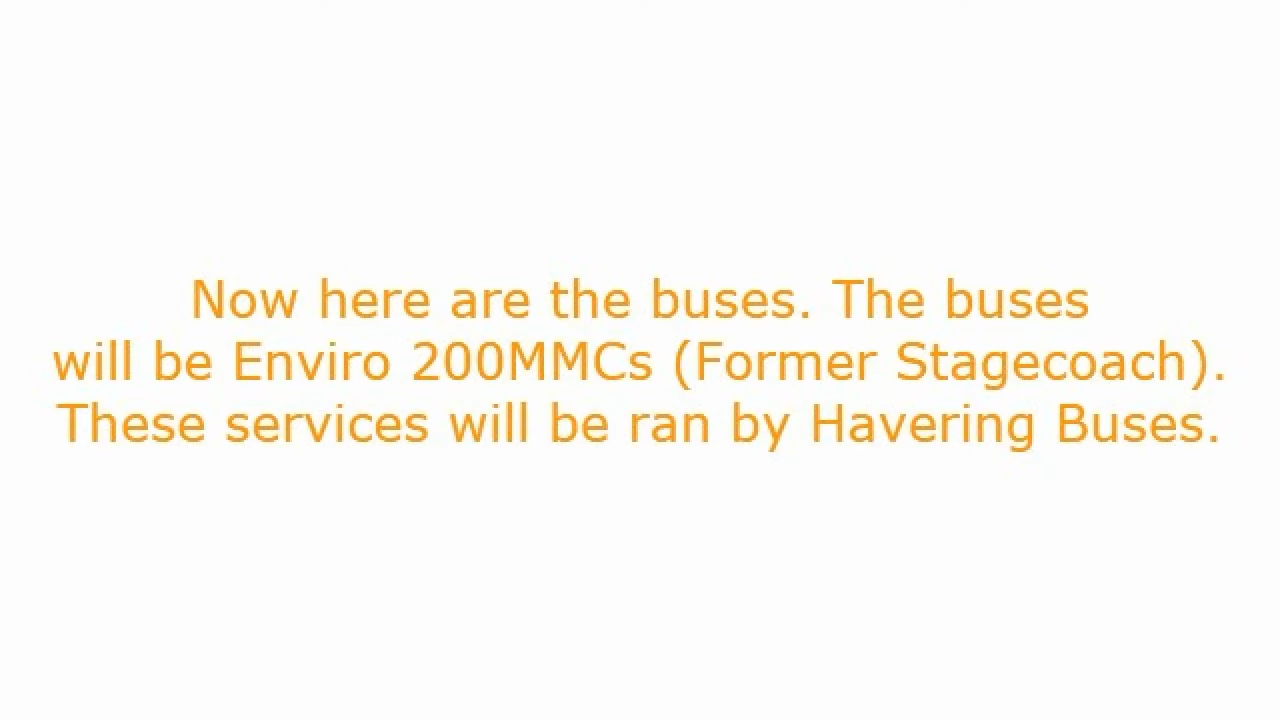 Now here are the buses. The buses
will be Enviro 200MMCs (Former Stagecoach).
These services will be ran by Havering Buses.